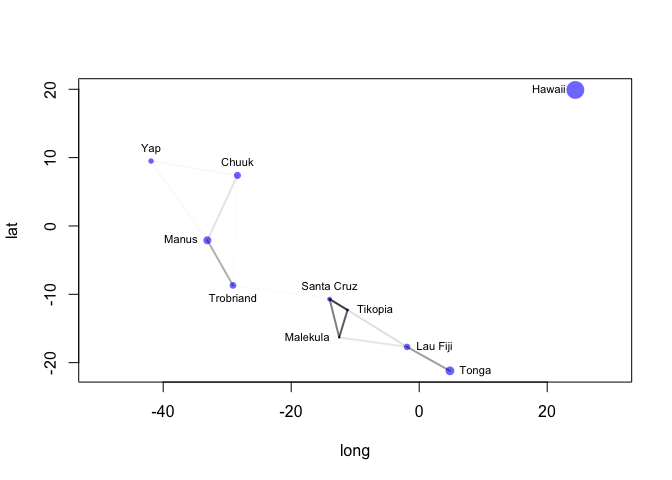 Hawaii
Yap
Chuuk
Manus
Trobriand
Santa Cruz
Tikopia
Malekula
Lau Fiji
Tonga
20
10
0
-10
-20
lat
-40
-20
0
20
long